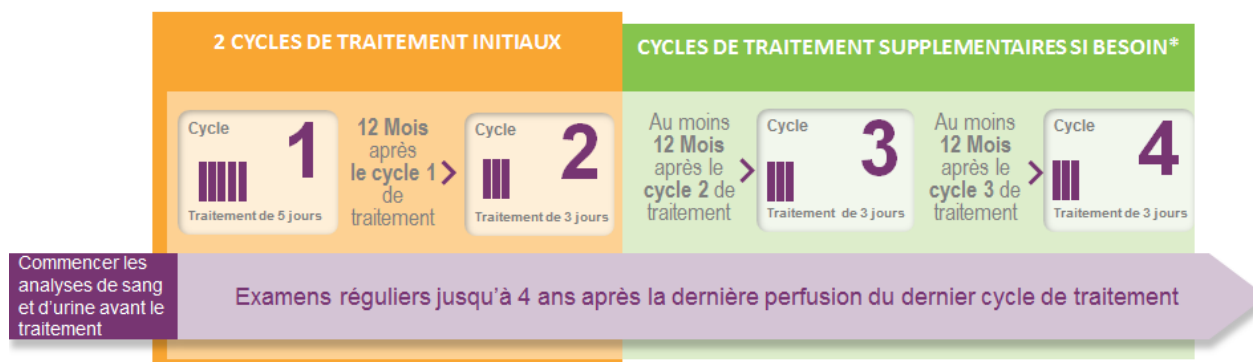 2 CYCLES DE TRAITEMENT INITIAUX
CYCLES DE TRAITEMENT SUPPLEMENTAIRES SI BESOIN*
Cycle
1
Traitement de 5 jours
12 Mois
après
le cycle 1
de
traitement
Cycle
2
Traitement de 3 jours
Au moins
12 Mois
après le
cycle 2 de
traitement
Cycle
3
Traitement de 3 jours
Au moins
12 Mois
après le
cycle 3 de
traitement
Cycle
4
Traitement de 3 jours
Commencer les
analyses de sang
et d'urine avant le
traitement
Examens réguliers jusqu'à 4 ans après la dernière perfusion du dernier cycle de traitement